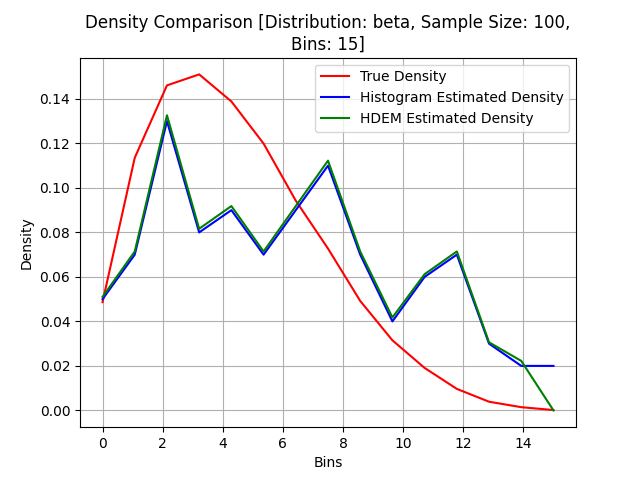 Density Comparison [Distribution: beta, Sample Size: 100,
Bins: 15]
True Density
Histogram Estimated Density
HDEM Estimated Density
Density
0.14
0.12
0.10
0.08
0.06
0.04
0.02
0.00
0 2 4 6 8 10 12 14
Bins